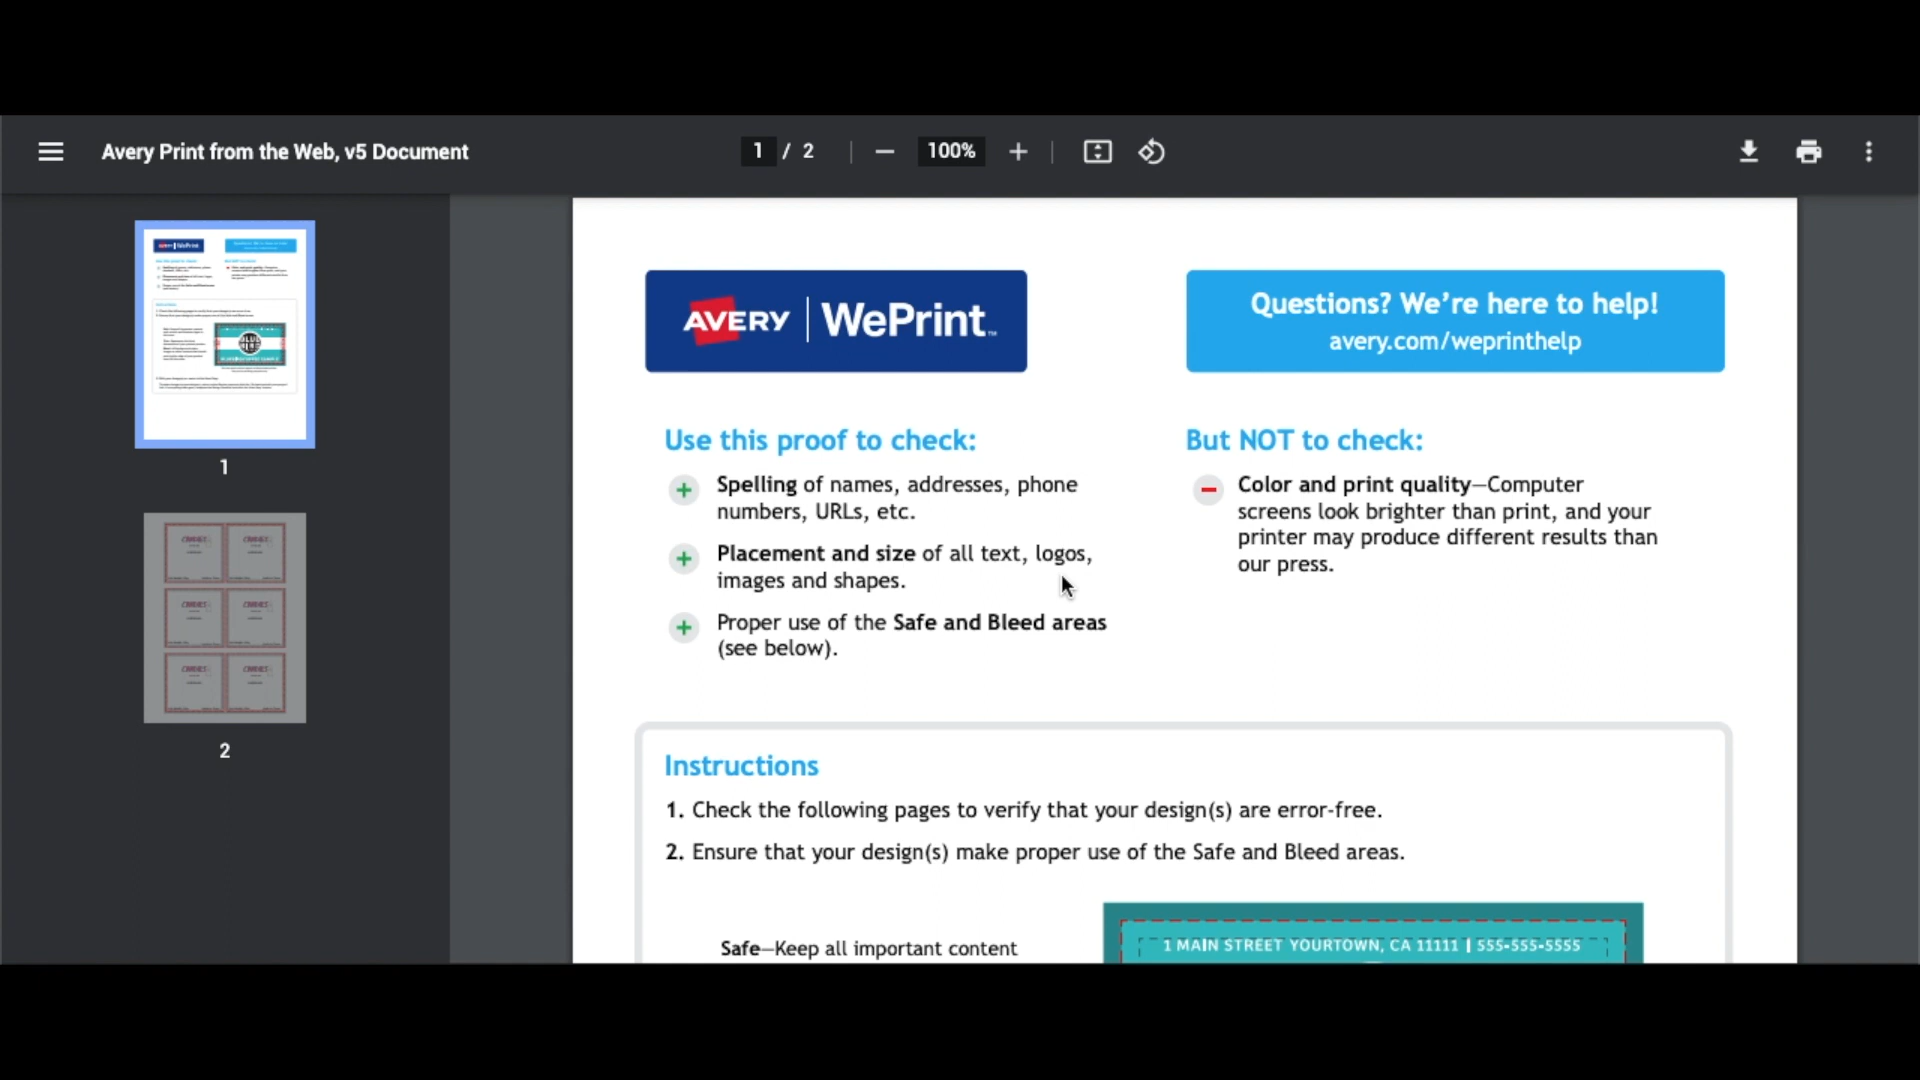 Avery Print from the Web, v5 Document
1 / 2
100%
1
2
AVERY | WePrint™
Questions? We're here to help!
avery.com/weprinthelp
Use this proof to check:
Spelling of names, addresses, phone
numbers, URLs, etc.
Placement and size of all text, logos,
images and shapes.
Proper use of the Safe and Bleed areas
(see below).
But NOT to check:
Color and print quality—Computer
screens look brighter than print, and your
printer may produce different results than
our press.
Instructions
1. Check the following pages to verify that your design(s) are error-free.
2. Ensure that your design(s) make proper use of the Safe and Bleed areas.
Safe—Keep all important content
1 MAIN STREET YOURTOWN, CA 11111 | 555-555-5555